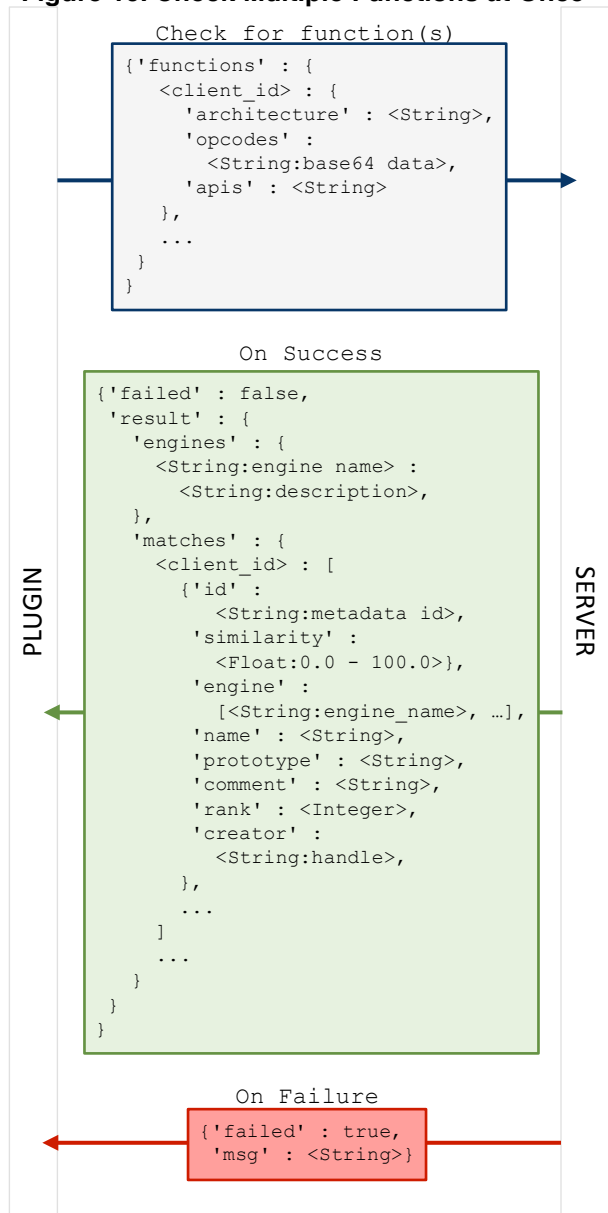 Check for function(s)
{'functions' : {
<client_id> : {
'architecture' : <String>,
'opcodes' :
<String:base64 data>,
'apis' : <String>
},
...
}
}
On Success
{'failed' : false,
'result' : {
'engines' : {
<String:engine name> :
<String:description>,
},
'matches' : {
<client_id> : [
{'id' :
<String:metadata id>,
'similarity' :
<Float:0.0 - 100.0>},
'engine' :
[<String:engine_name>, …],
'name' : <String>,
'prototype' : <String>,
'comment' : <String>,
'rank' : <Integer>,
'creator' :
<String:handle>,
},
...
]
...
}
}
}
PLUGIN
SERVER
On Failure
{'failed' : true,
'msg' : <String>}